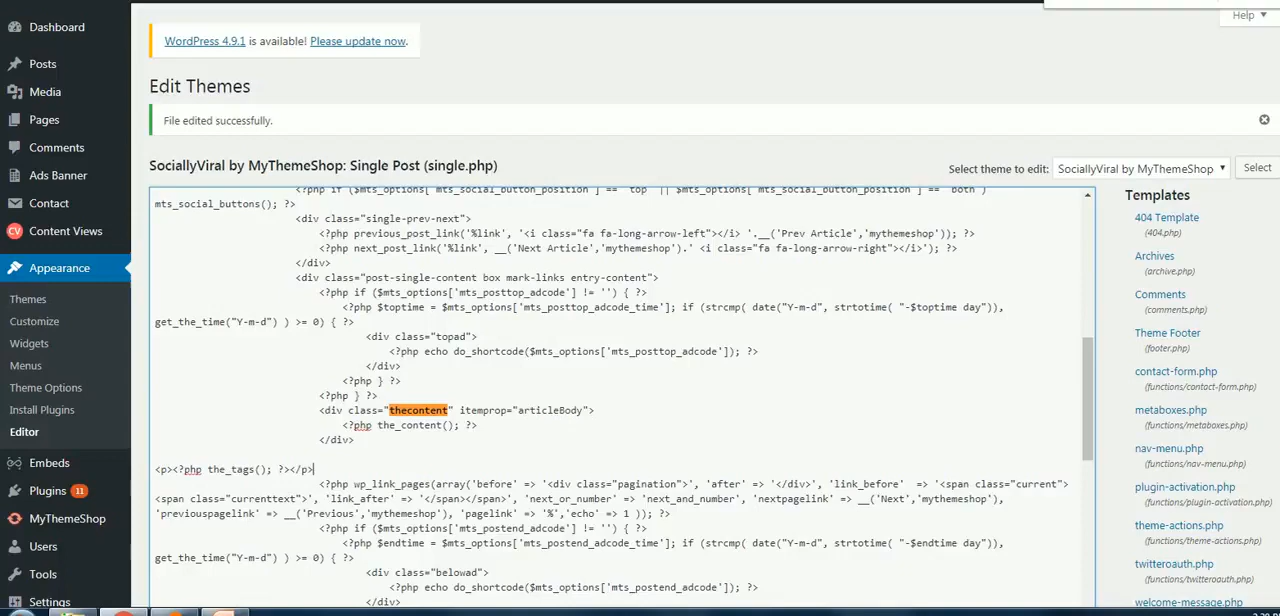 Help
Dashboard
Posts
Media
Pages
Comments
Ads Banner
Contact
CV Content Views
Appearance
Themes
Customize
Widgets
Menus
Theme Options
Install Plugins
Editor
Embeds
Plugins 11
MyThemeShop
Users
Tools
Settings
WordPress 4.9.1 is available! Please update now.
Edit Themes
File edited successfully.
SociallyViral by MyThemeShop: Single Post (single.php)
Select theme to edit: SociallyViral by MyThemeShop Select
<?php if ($mts_options['mts_social_button_position'] == 'top' || $mts_options['mts_social_button_position'] == 'both')
mts_social_buttons(); ?>
<div class="single-prev-next">
<?php previous_post_link('%link', '<i class="fa fa-long-arrow-left"></i> '.__('Prev Article','mythemeshop')); ?>
<?php next_post_link('%link', __('Next Article','mythemeshop').' <i class="fa fa-long-arrow-right"></i>'); ?>
</div>
<div class="post-single-content box mark-links entry-content">
<?php if ($mts_options['mts_posttop_adcode'] != '') { ?>
<?php $toptime = $mts_options['mts_posttop_adcode_time']; if (strcmp( date("Y-m-d", strtotime( "-$toptime day")),
get_the_time("Y-m-d") ) >= 0) { ?>
<div class="topad">
<?php echo do_shortcode($mts_options['mts_posttop_adcode']); ?>
</div>
<?php } ?>
<?php } ?>
<div class="thecontent" itemprop="articleBody">
<?php the_content(); ?>
</div>
<p><?php the_tags(); ?></p>
<?php wp_link_pages(array('before' => '<div class="pagination">', 'after' => '</div>', 'link_before' => '<span class="current">
<span class="currenttext">', 'link_after' => '</span></span>', 'next_or_number' => 'next_and_number', 'nextpagelink' => __('Next','mythemeshop'),
'previouspagelink' => __('Previous','mythemeshop'), 'pagelink' => '%','echo' => 1 )); ?>
<?php if ($mts_options['mts_postend_adcode'] != '') { ?>
<?php $endtime = $mts_options['mts_postend_adcode_time']; if (strcmp( date("Y-m-d", strtotime( "-$endtime day")),
get_the_time("Y-m-d") ) >= 0) { ?>
<div class="belowad">
<?php echo do_shortcode($mts_options['mts_postend_adcode']); ?>
</div>
Templates
404 Template
(404.php)
Archives
(archive.php)
Comments
(comments.php)
Theme Footer
(footer.php)
contact-form.php
(functions/contact-form.php)
metaboxes.php
(functions/metaboxes.php)
nav-menu.php
(functions/nav-menu.php)
plugin-activation.php
(functions/plugin-activation.php)
theme-actions.php
(functions/theme-actions.php)
twitteroauth.php
(functions/twitteroauth.php)
welcome-message.php